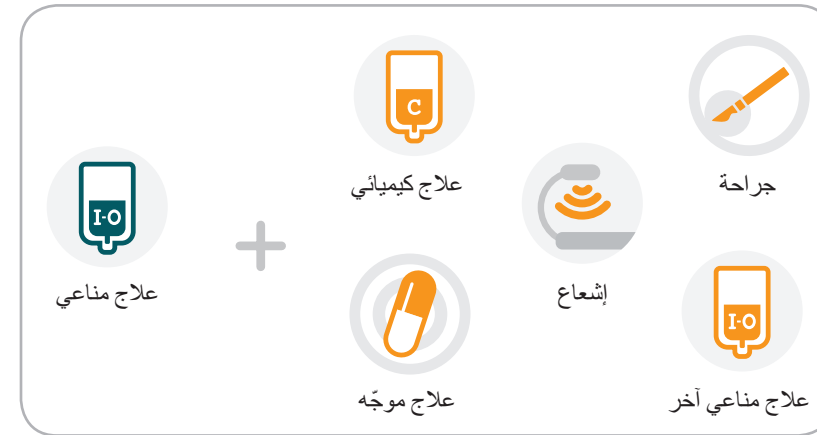 C
علاج كيميائي
جراحة
I-O
علاج مناعي
+
إشعاع
علاج موجّه
I-O
علاج مناعي آخر